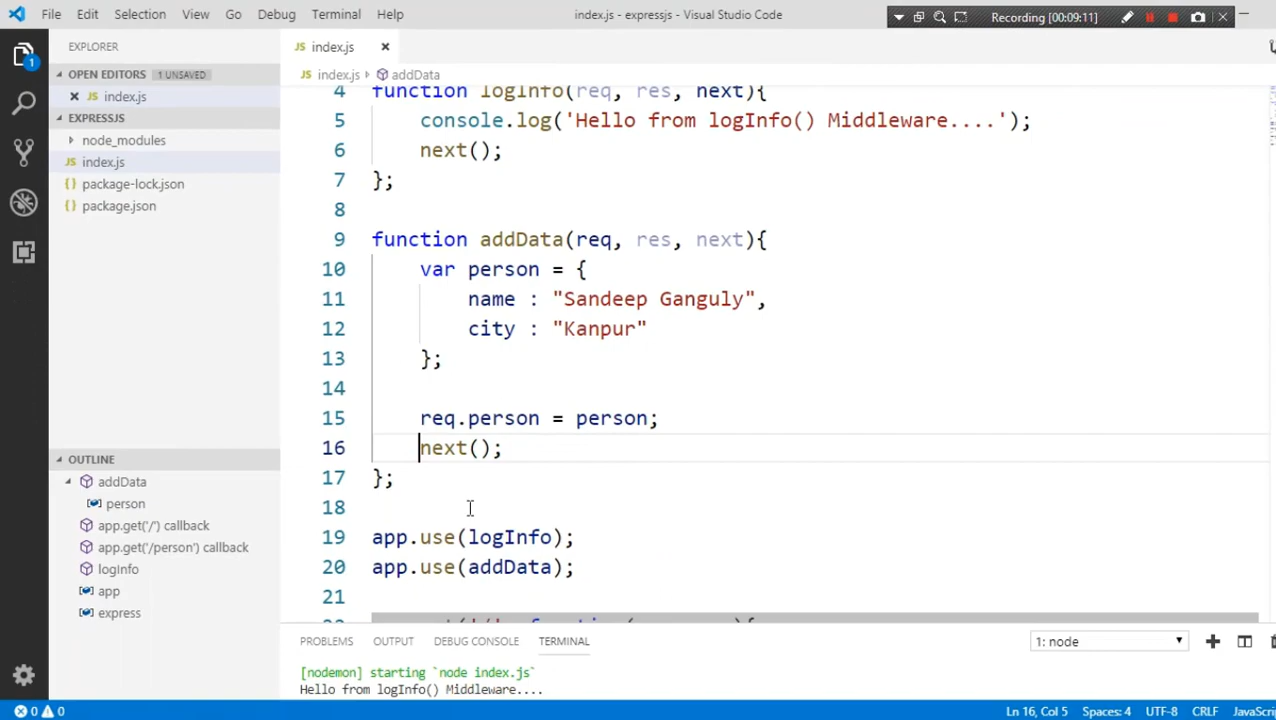 File Edit Selection View Go Debug Terminal Help index.js - expressjs - Visual Studio Code Recording [00:09:11]
EXPLORER
OPEN EDITORS 1 UNSAVED
index.js
EXPRESSJS
node_modules
JS index.js
package-lock.json
package.json
OUTLINE
addData
person
app.get('/') callback
app.get('/person') callback
logInfo
app
express
JS index.js
JS index.js addData
4 function logInfo(req, res, next){
5 console.log('Hello from logInfo() Middleware....');
6 next();
7 };
8
9 function addData(req, res, next){
10 var person = {
11 name : "Sandeep Ganguly",
12 city : "Kanpur"
13 };
14
15 req.person = person;
16 next();
17 };
18
19 app.use(logInfo);
20 app.use(addData);
21
PROBLEMS OUTPUT DEBUG CONSOLE TERMINAL 1: node
[nodemon] starting `node index.js`
Hello from logInfo() Middleware....
0 0 Ln 16, Col 5 Spaces: 4 UTF-8 CRLF